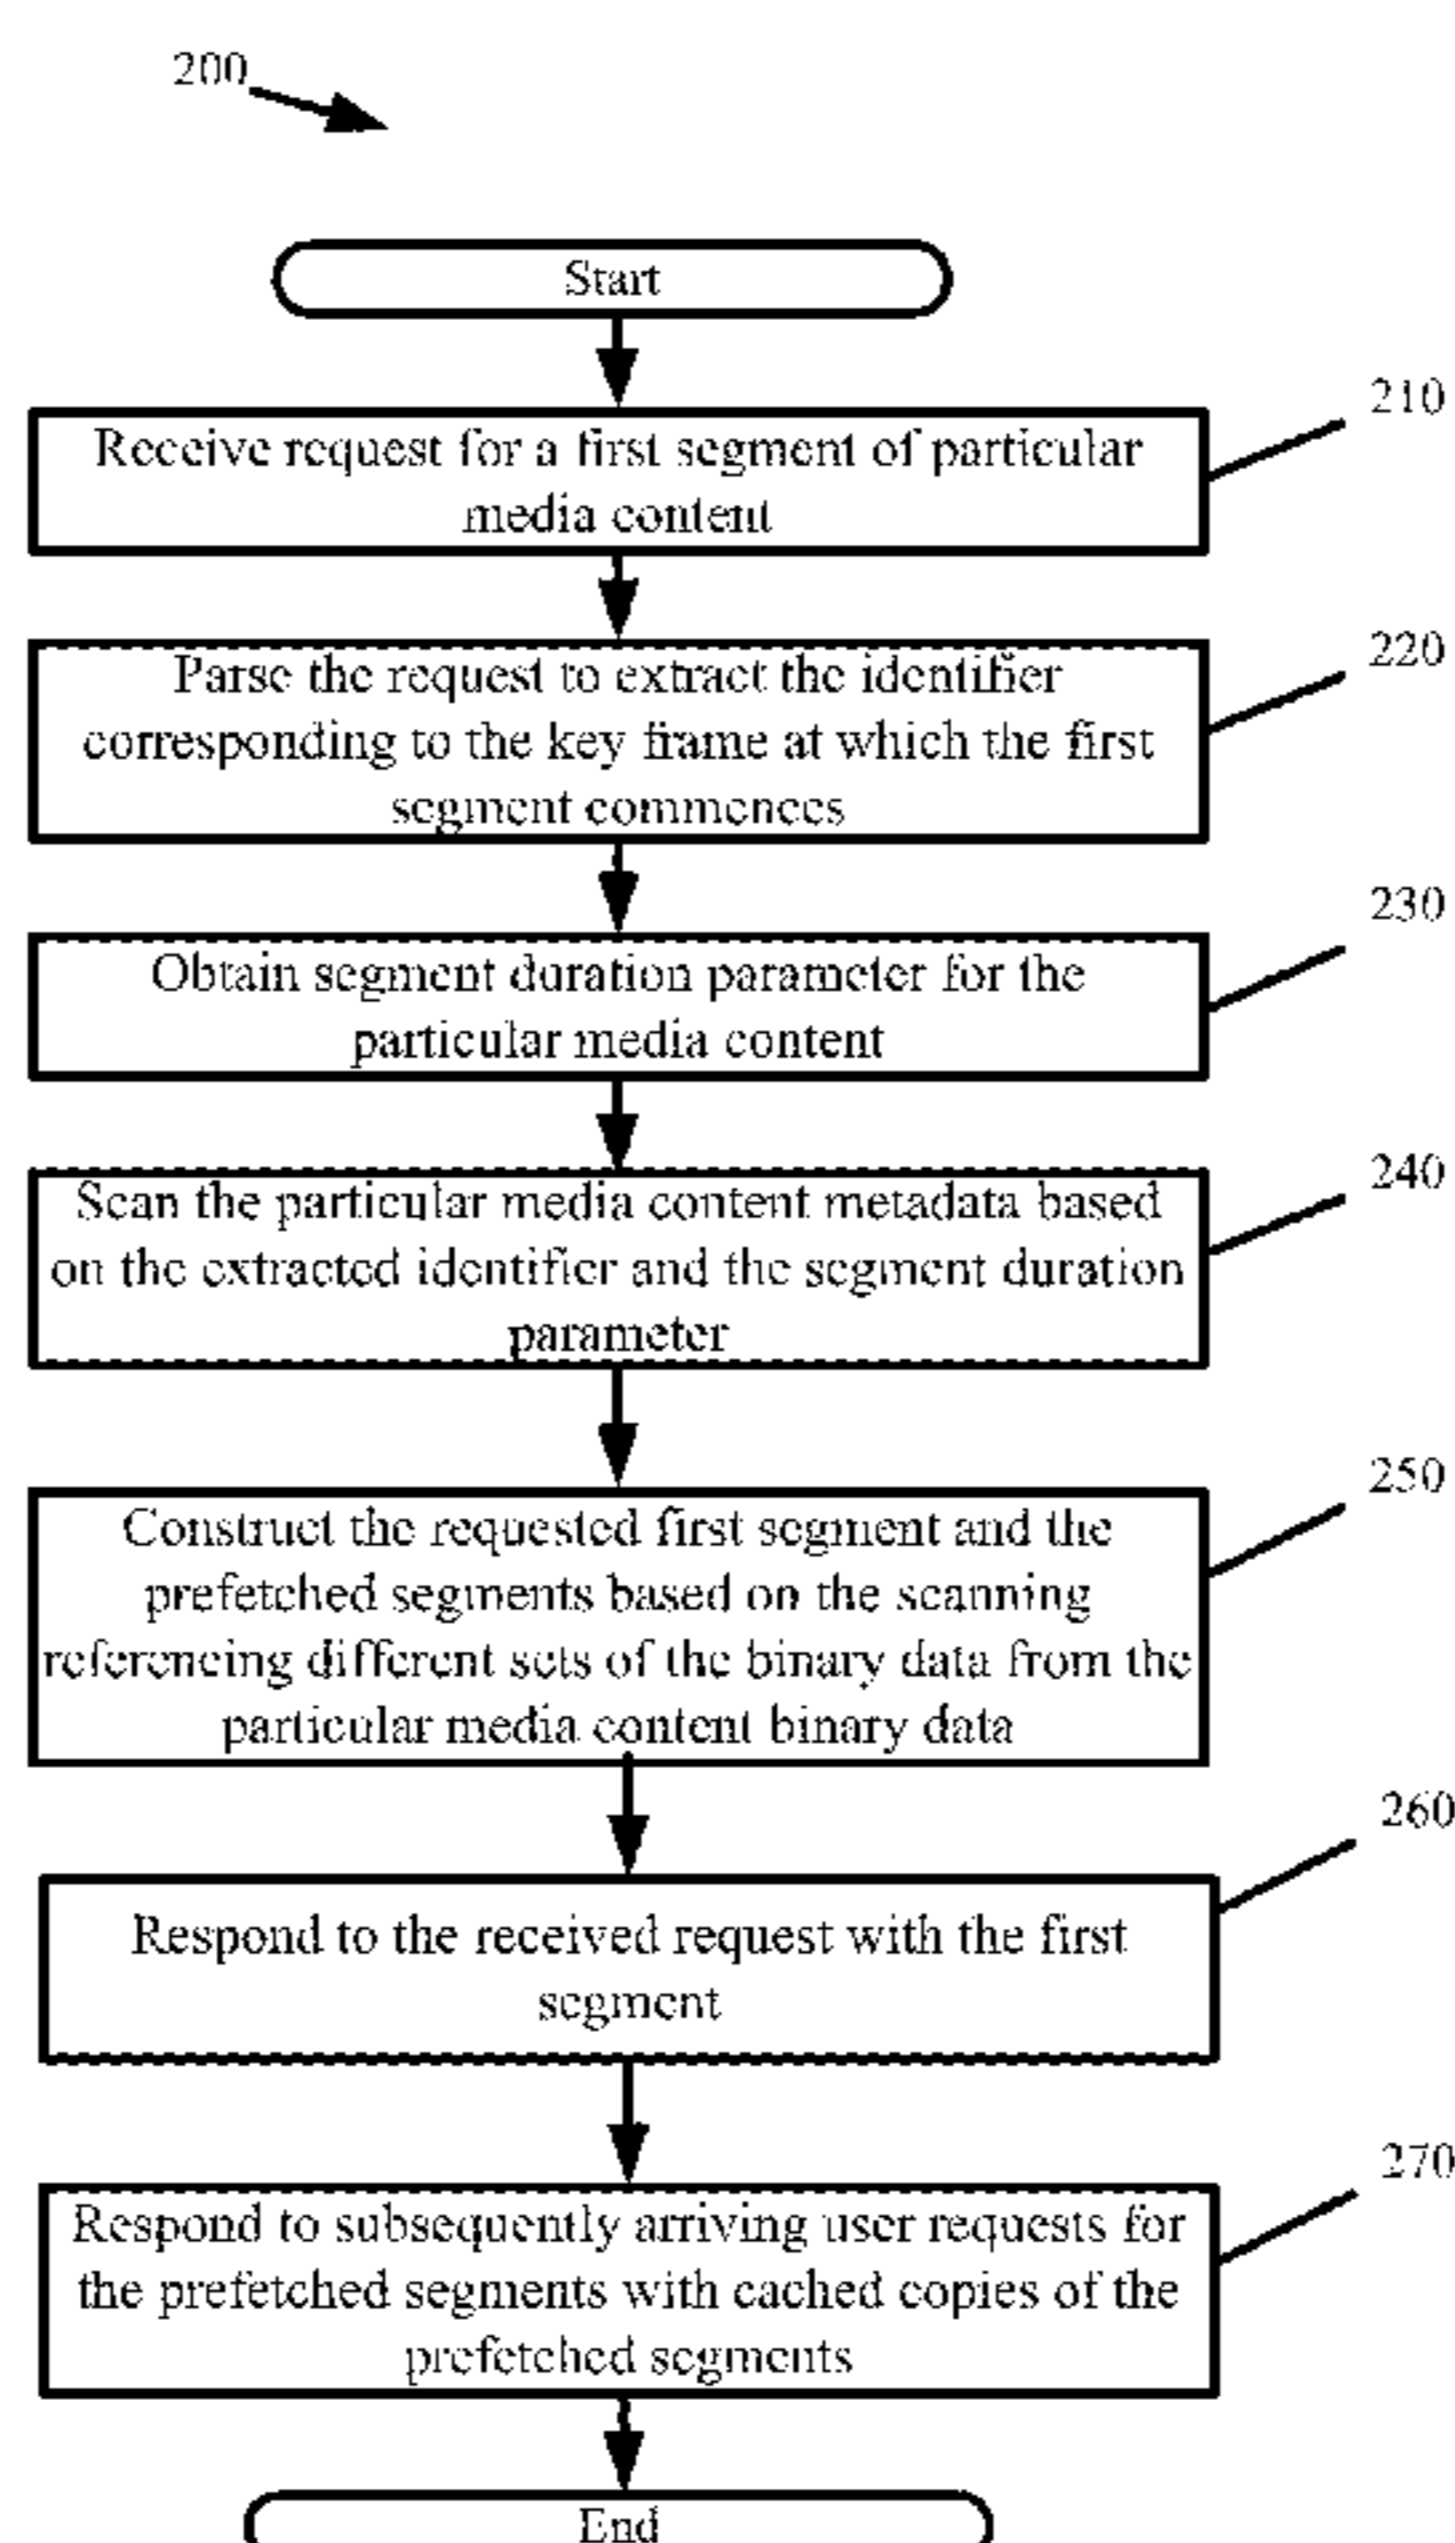 200
Start
210
Receive request for a first segment of particular
media content
220
Parse the request to extract the identifier
corresponding to the key frame at which the first
segment commences
230
Obtain segment duration parameter for the
particular media content
240
Scan the particular media content metadata based
on the extracted identifier and the segment duration
parameter
250
Construct the requested first segment and the
prefetched segments based on the scanning
referencing different sets of the binary data from the
particular media content binary data
260
Respond to the received request with the first
segment
270
Respond to subsequently arriving user requests for
the prefetched segments with cached copies of the
prefetched segments
End